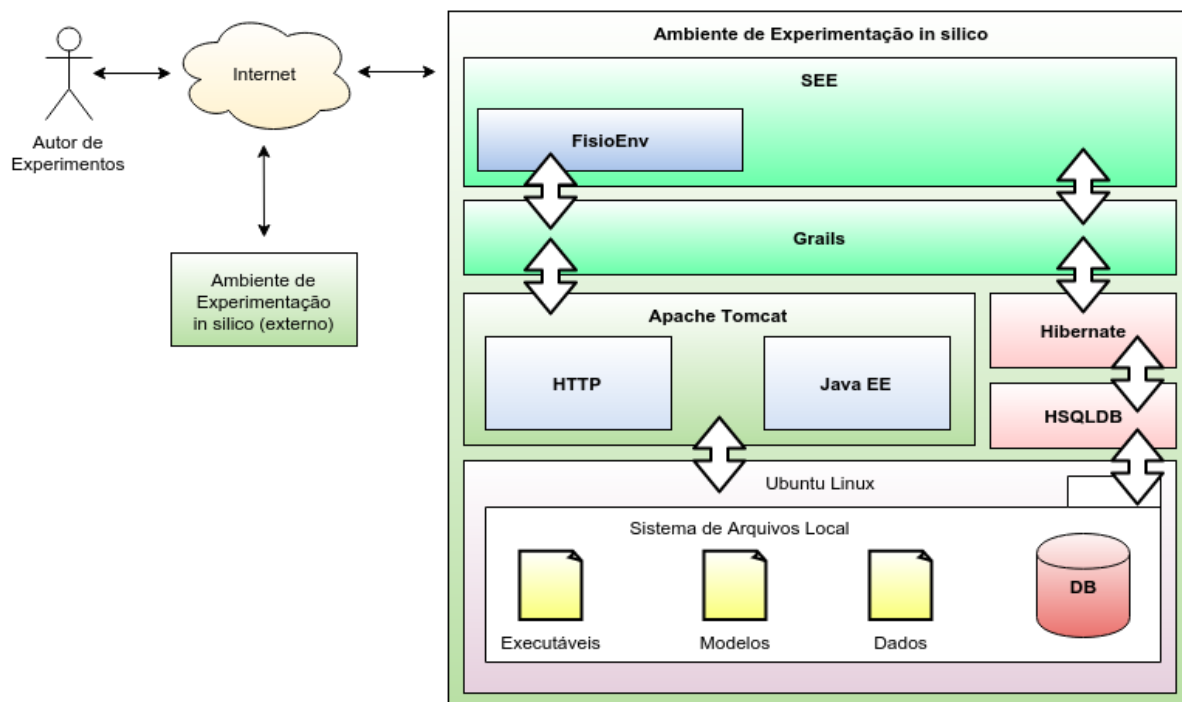 Autor de
Experimentos
Internet
Ambiente de
Experimentação
in silico (externo)
Ambiente de Experimentação in silico
SEE
FisioEnv
Grails
Apache Tomcat
HTTP
Java EE
Hibernate
HSQLDB
Ubuntu Linux
Sistema de Arquivos Local
Executáveis
Modelos
Dados
DB